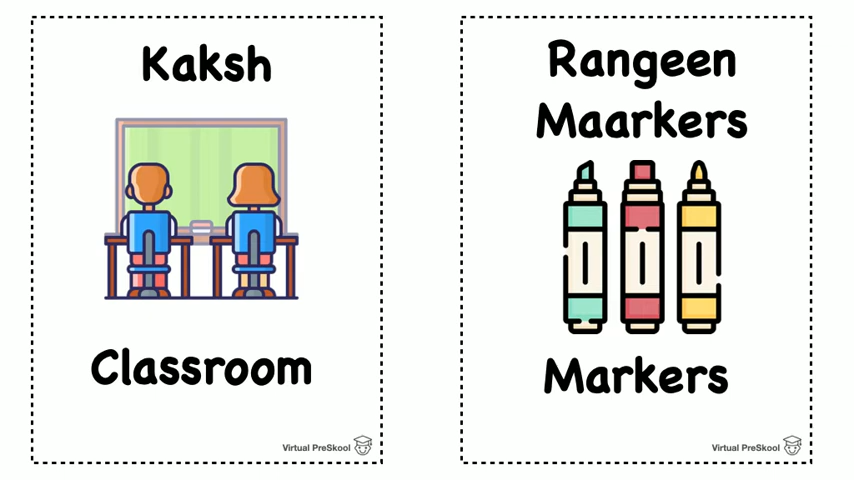 Kaksh
Classroom
Virtual PreSkool
Rangeen
Maarkers
Markers
Virtual PreSkool